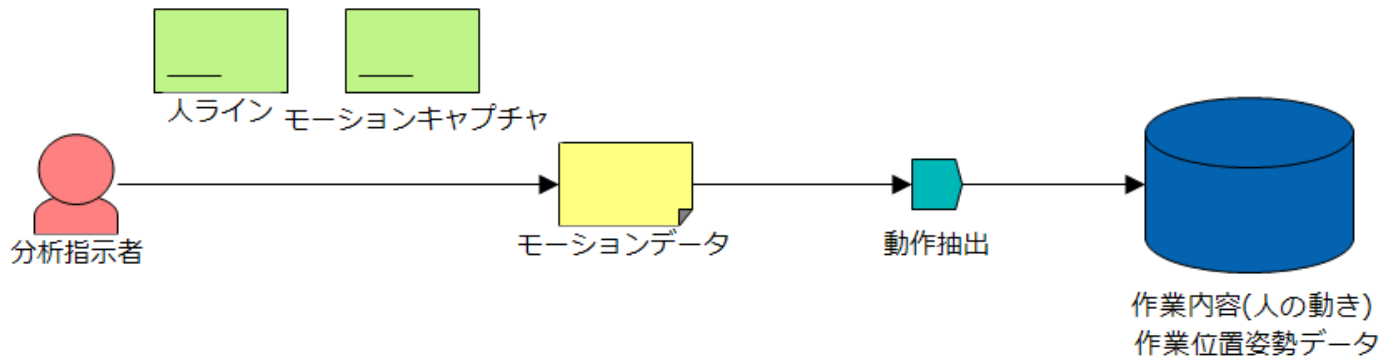 人ライン
モーションキャプチャ
分析指示者
モーションデータ
動作抽出
作業内容(人の動き)
作業位置姿勢データ